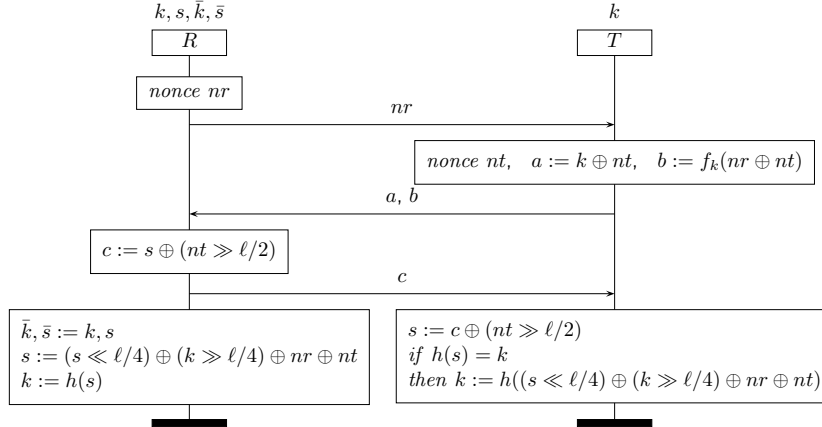 k, s, k̄, s̄
k
R
T
nonce nr
nr
nonce nt, a := k ⊕ nt, b := f_k(nr ⊕ nt)
a, b
c := s ⊕ (nt ≫ ℓ/2)
c
k̄, s̄ := k, s
s := (s ≪ ℓ/4) ⊕ (k ≫ ℓ/4) ⊕ nr ⊕ nt
k := h(s)
s := c ⊕ (nt ≫ ℓ/2)
if h(s) = k
then k := h((s ≪ ℓ/4) ⊕ (k ≫ ℓ/4) ⊕ nr ⊕ nt)